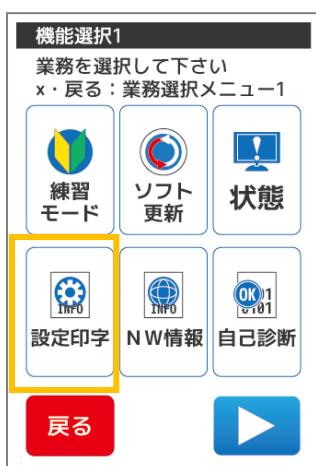 機能選択1
業務を選択して下さい
x・戻る：業務選択メニュー1
練習
モード
ソフト
更新
状態
INFO
設定印字
INFO
NW情報
OK
1
0101
自己診断
戻る